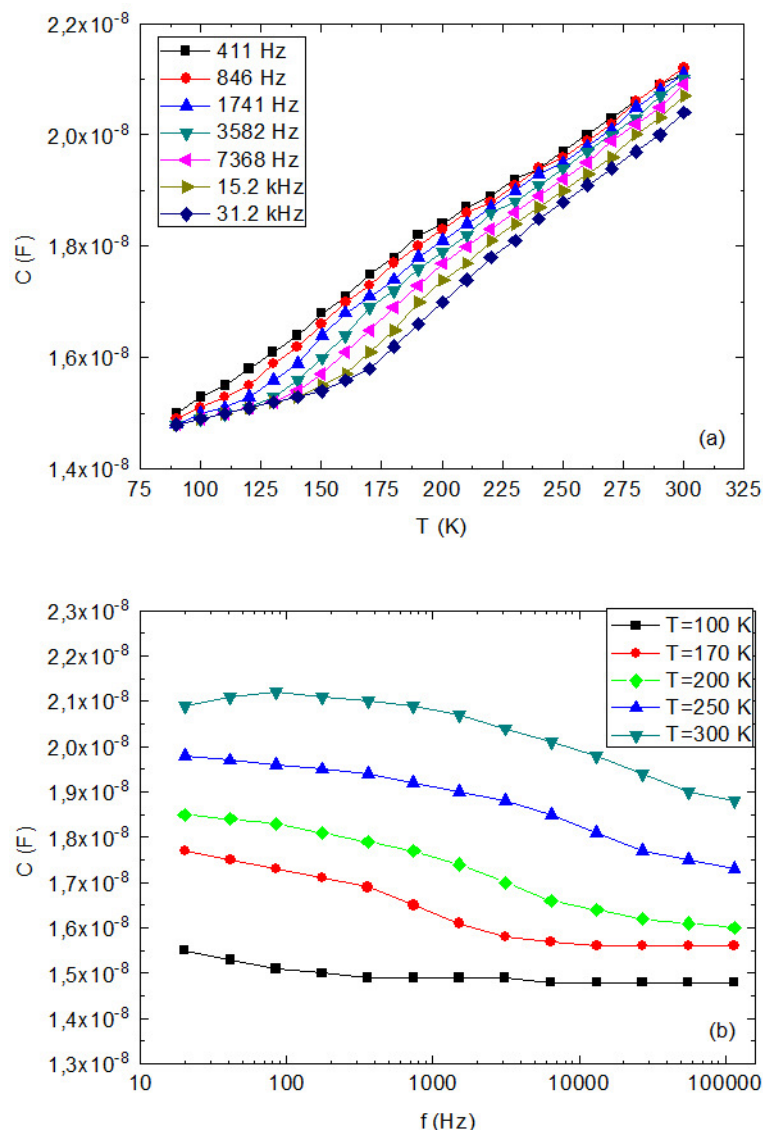 2,2x10⁻⁸
2,0x10⁻⁸
1,8x10⁻⁸
1,6x10⁻⁸
1,4x10⁻⁸
C (F)
411 Hz
846 Hz
1741 Hz
3582 Hz
7368 Hz
15.2 kHz
31.2 kHz
(a)
75 100 125 150 175 200 225 250 275 300 325
T (K)
2,3x10⁻⁸
2,2x10⁻⁸
2,1x10⁻⁸
2,0x10⁻⁸
1,9x10⁻⁸
1,8x10⁻⁸
1,7x10⁻⁸
1,6x10⁻⁸
1,5x10⁻⁸
1,4x10⁻⁸
1,3x10⁻⁸
C (F)
T=100 K
T=170 K
T=200 K
T=250 K
T=300 K
(b)
10 100 1000 10000 100000
f (Hz)